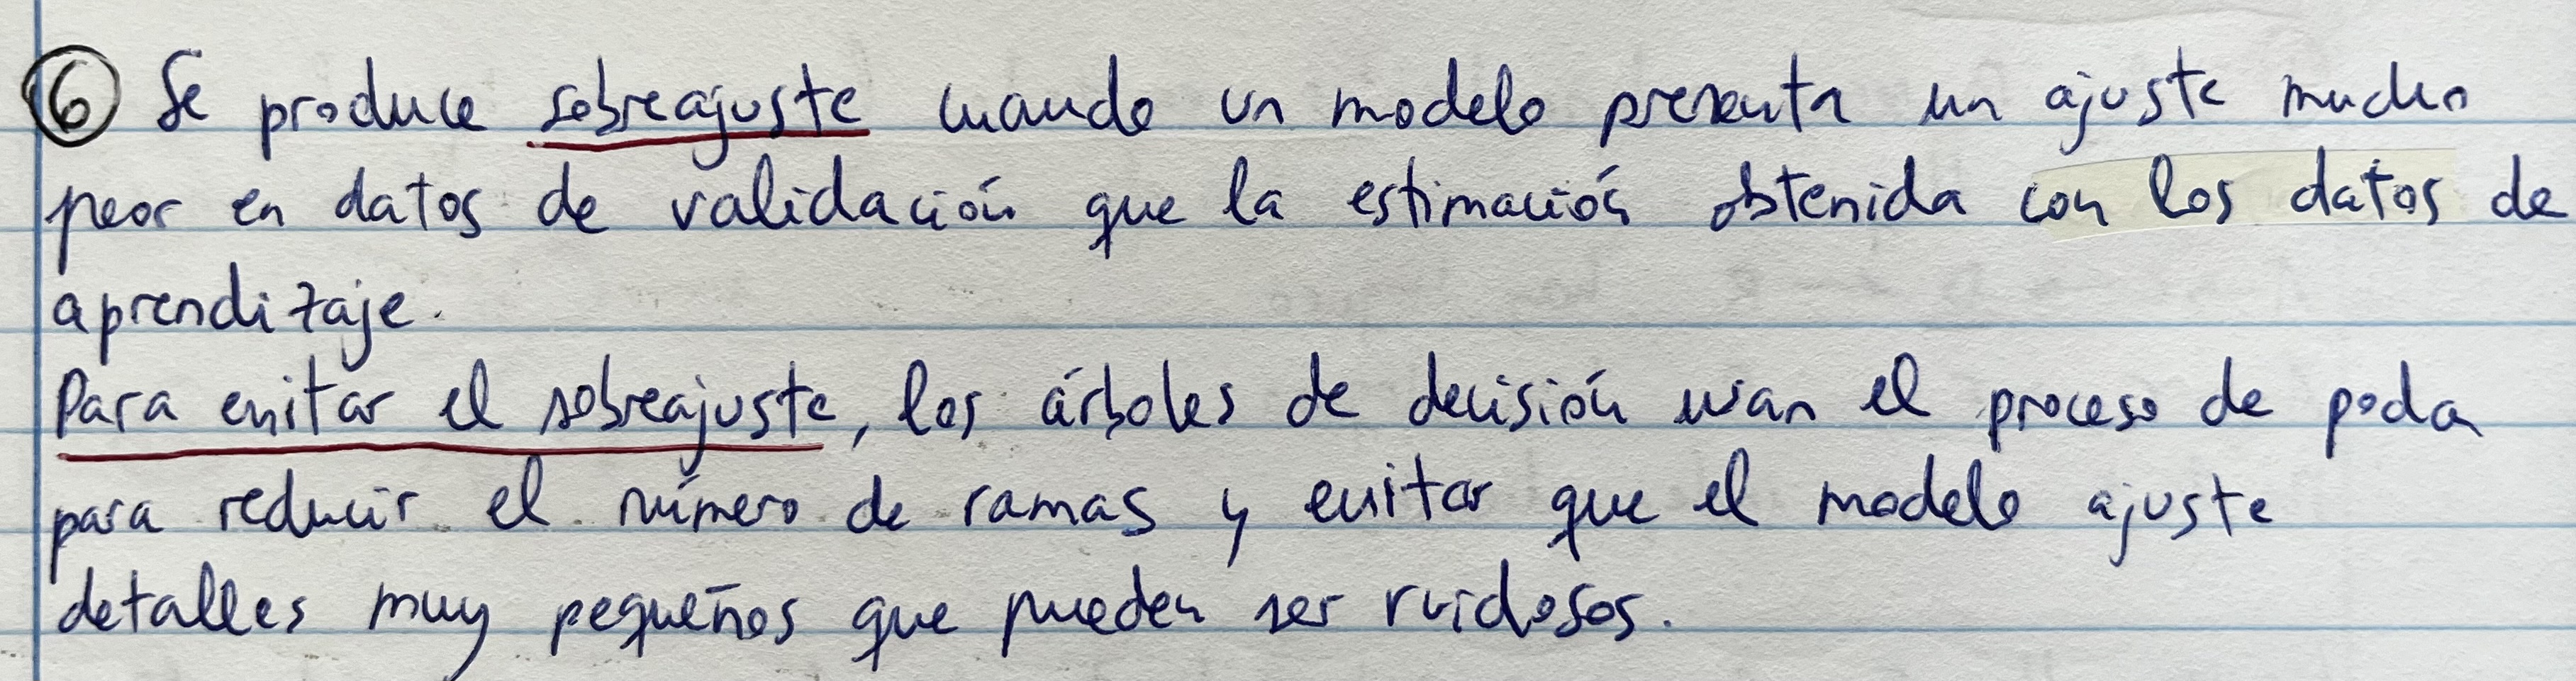 ⑥ Se produce sobreajuste cuando un modelo presenta un ajuste mucho
peor en datos de validación que la estimación obtenida con los datos de
aprendizaje.
Para evitar el sobreajuste, los árboles de decisión usan el proceso de poda
para reducir el número de ramas y evitar que el modelo ajuste
detalles muy pequeños que pueden ser ruidosos.